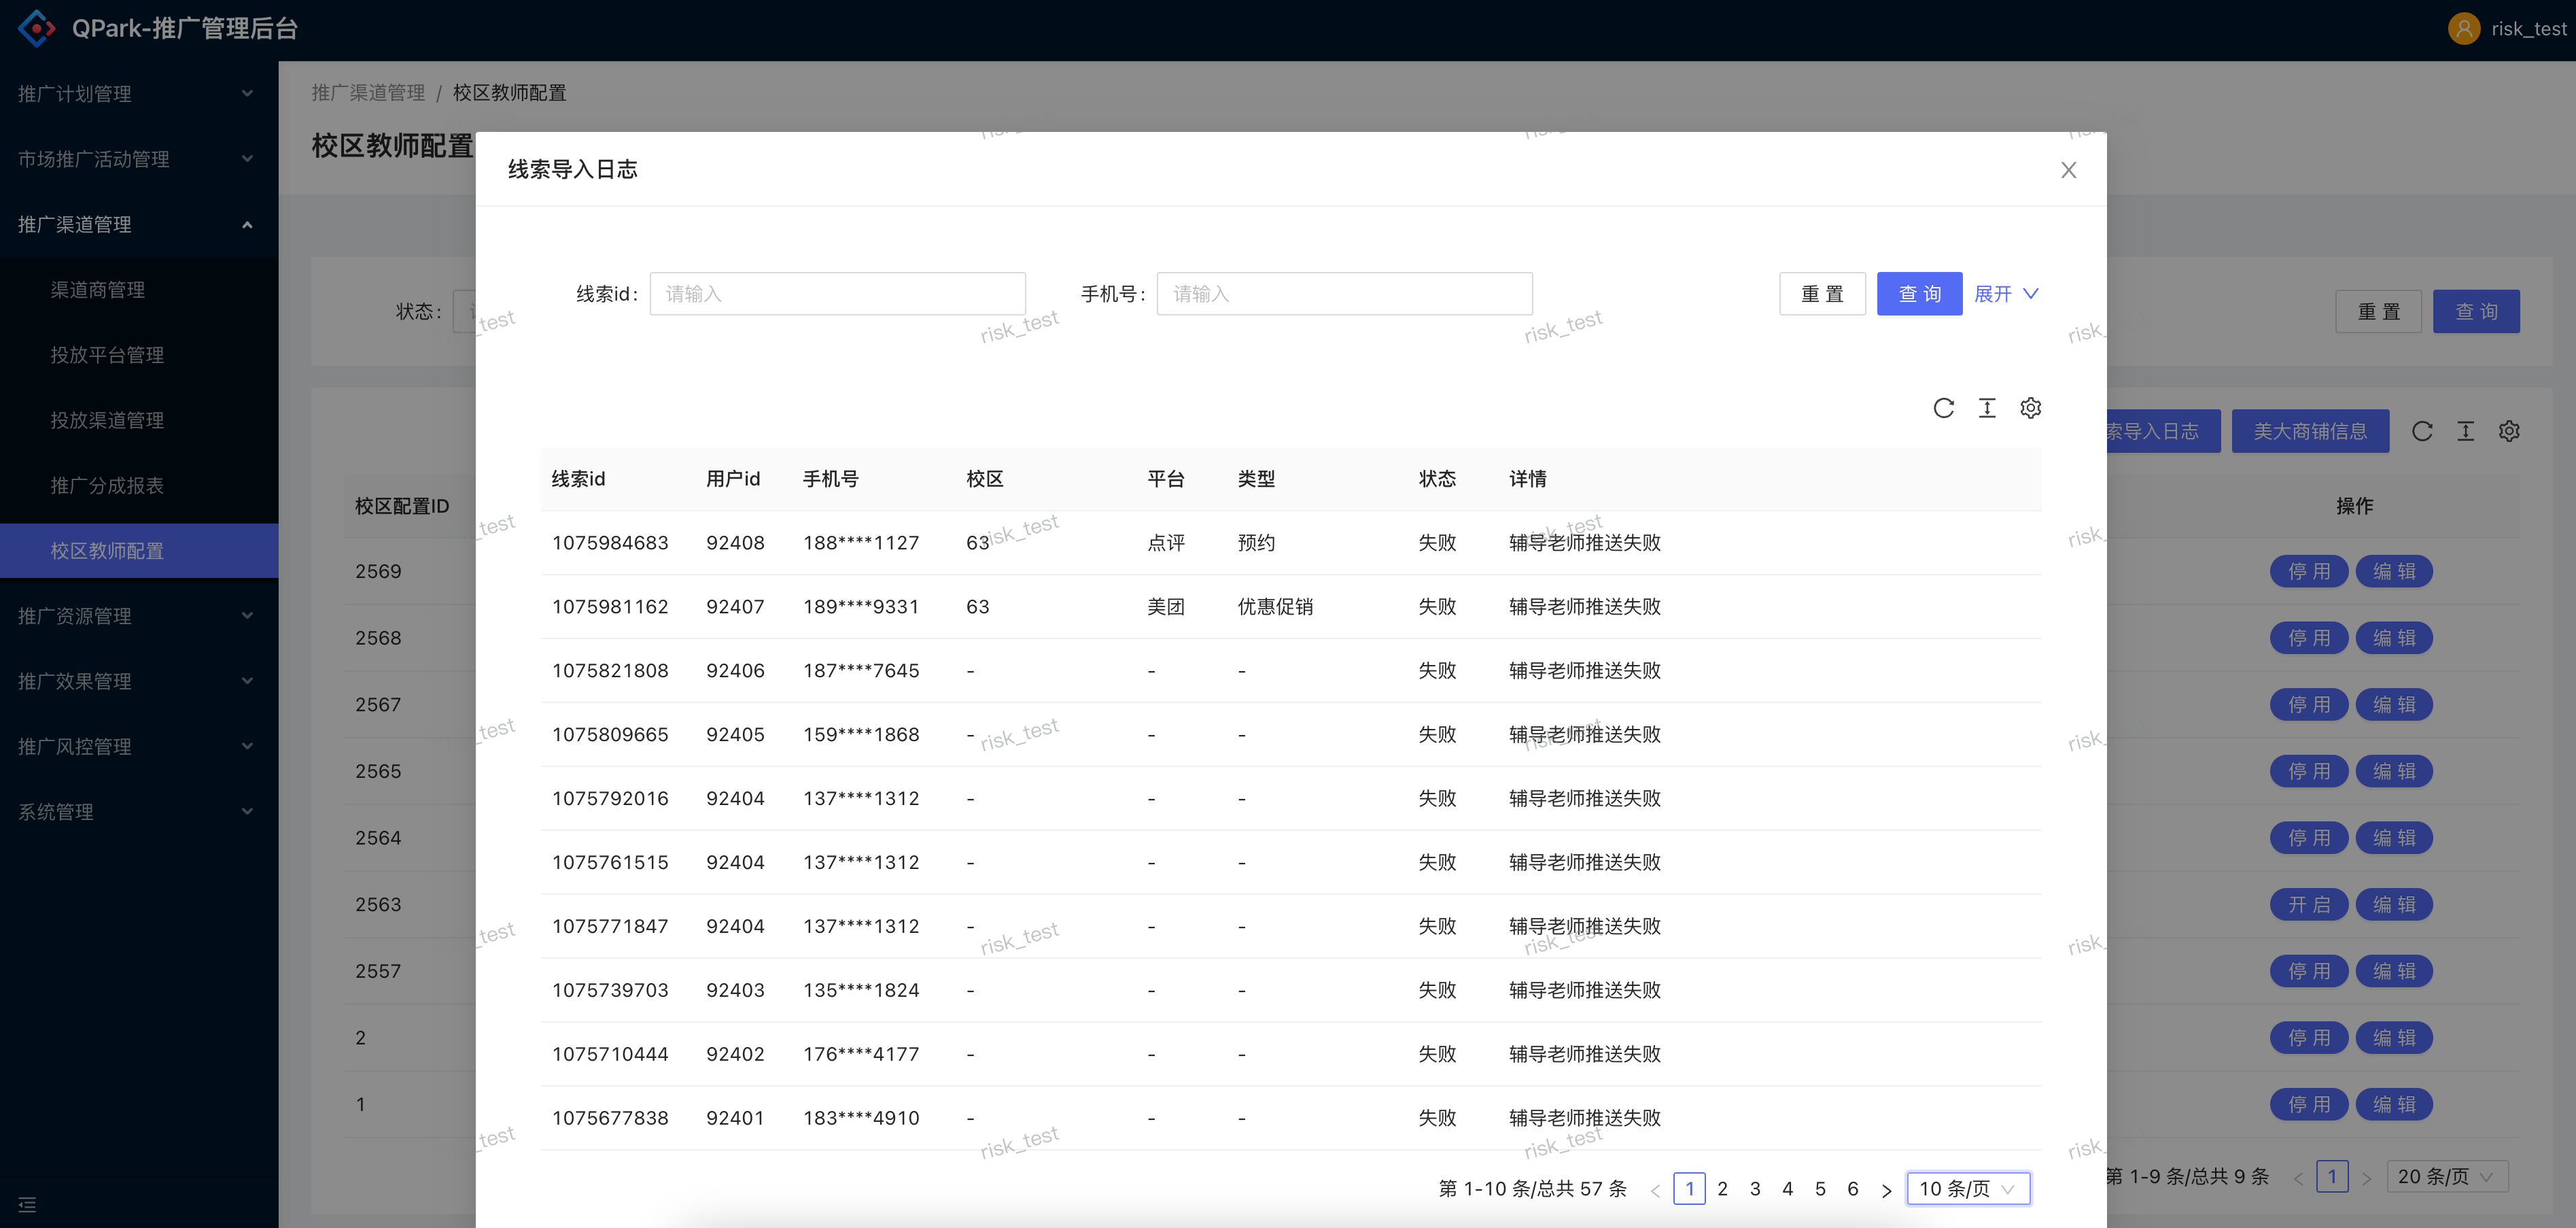 QPark-推广管理后台
risk_test
推广计划管理
市场推广活动管理
推广渠道管理
渠道商管理
投放平台管理
投放渠道管理
推广分成报表
校区教师配置
推广资源管理
推广效果管理
推广风控管理
系统管理
推广渠道管理 / 校区教师配置
校区教师配置
状态:
重 置 查 询
索导入日志 美大商铺信息
校区配置ID 操作
2569 停 用 编 辑
2568 停 用 编 辑
2567 停 用 编 辑
2565 停 用 编 辑
2564 停 用 编 辑
2563 开 启 编 辑
2557 停 用 编 辑
2 停 用 编 辑
1 停 用 编 辑
第 1-9 条/总共 9 条 < 1 > 20 条/页
线索导入日志
线索id: 请输入 手机号: 请输入 重 置 查 询 展开
线索id 用户id 手机号 校区 平台 类型 状态 详情
1075984683 92408 188****1127 63 点评 预约 失败 辅导老师推送失败
1075981162 92407 189****9331 63 美团 优惠促销 失败 辅导老师推送失败
1075821808 92406 187****7645 - - - 失败 辅导老师推送失败
1075809665 92405 159****1868 - - - 失败 辅导老师推送失败
1075792016 92404 137****1312 - - - 失败 辅导老师推送失败
1075761515 92404 137****1312 - - - 失败 辅导老师推送失败
1075771847 92404 137****1312 - - - 失败 辅导老师推送失败
1075739703 92403 135****1824 - - - 失败 辅导老师推送失败
1075710444 92402 176****4177 - - - 失败 辅导老师推送失败
1075677838 92401 183****4910 - - - 失败 辅导老师推送失败
第 1-10 条/总共 57 条 < 1 2 3 4 5 6 > 10 条/页
risk_test
risk_test
risk_test
risk_test
risk_test
risk_test
risk_test
risk_test
risk_test
risk_test